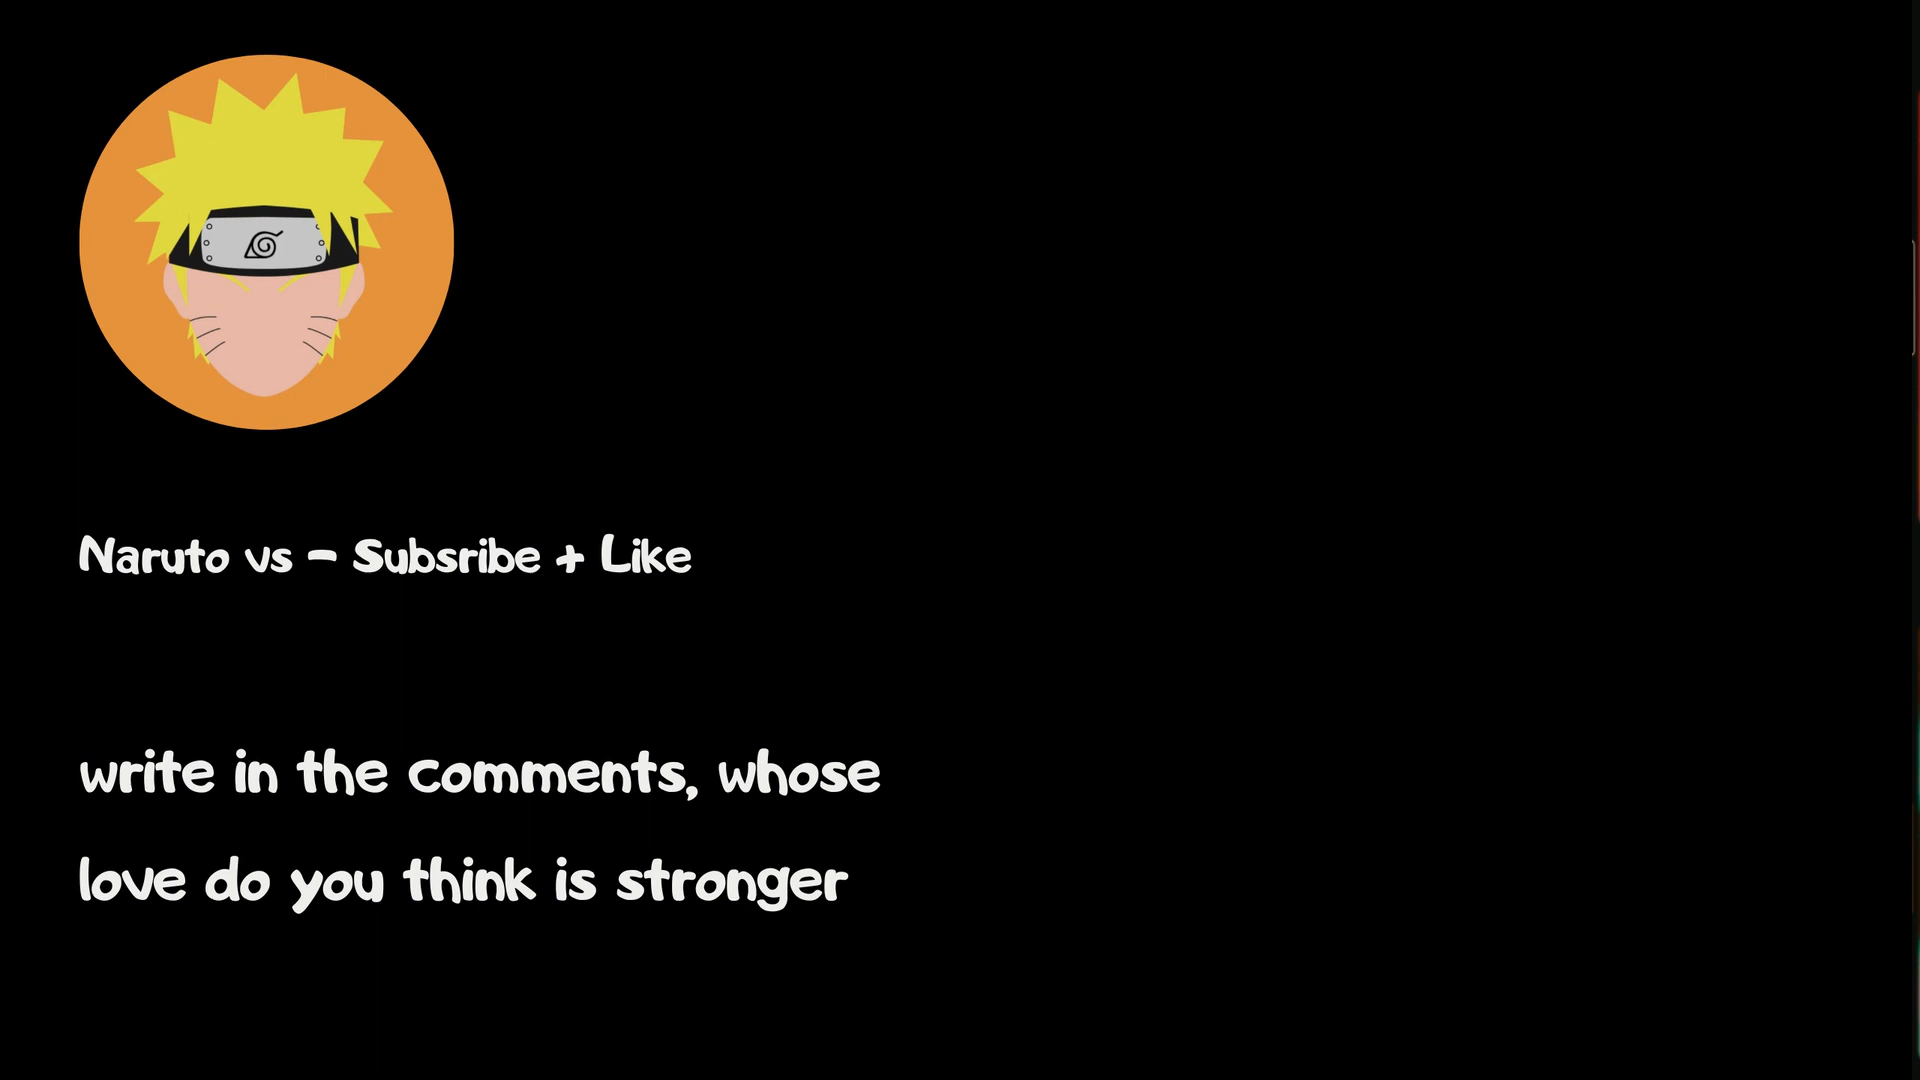 Naruto vs - Subsribe + Like
write in the comments, whose
love do you think is stronger